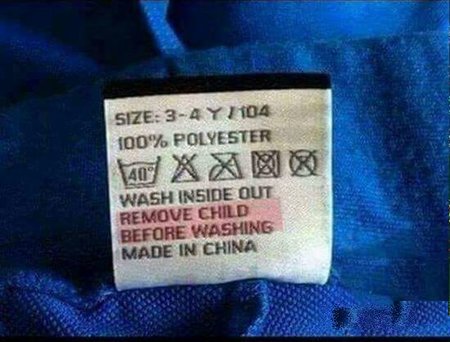 SIZE: 3-4 Y / 104
100% POLYESTER
40°
WASH INSIDE OUT
REMOVE CHILD
BEFORE WASHING
MADE IN CHINA